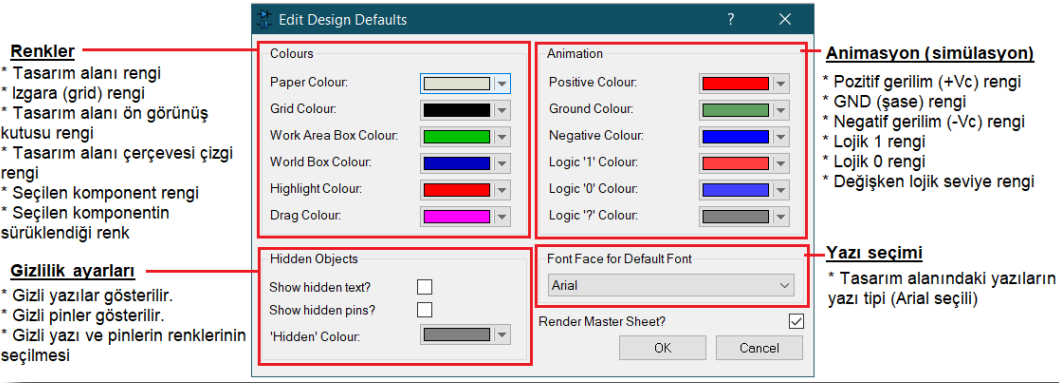 Edit Design Defaults
?
Renkler
* Tasarım alanı rengi
* Izgara (grid) rengi
* Tasarım alanı ön görünüş
kutusu rengi
* Tasarım alanı çerçevesi çizgi
rengi
* Seçilen komponent rengi
* Seçilen komponentin
sürüklendiği renk
Colours
Paper Colour:
Grid Colour:
Work Area Box Colour:
World Box Colour:
Highlight Colour:
Drag Colour:
Animation
Positive Colour:
Ground Colour:
Negative Colour:
Logic '1' Colour:
Logic '0' Colour:
Logic '?' Colour:
Animasyon (simülasyon)
* Pozitif gerilim (+Vc) rengi
* GND (şase) rengi
* Negatif gerilim (-Vc) rengi
* Lojik 1 rengi
* Lojik 0 rengi
* Değişken lojik seviye rengi
Gizlilik ayarları
* Gizli yazılar gösterilir.
* Gizli pinler gösterilir.
* Gizli yazı ve pinlerin renklerinin
seçilmesi
Hidden Objects
Show hidden text?
Show hidden pins?
'Hidden' Colour:
Font Face for Default Font
Arial
Render Master Sheet?
OK
Cancel
Yazı seçimi
* Tasarım alanındaki yazıların
yazı tipi (Arial seçili)